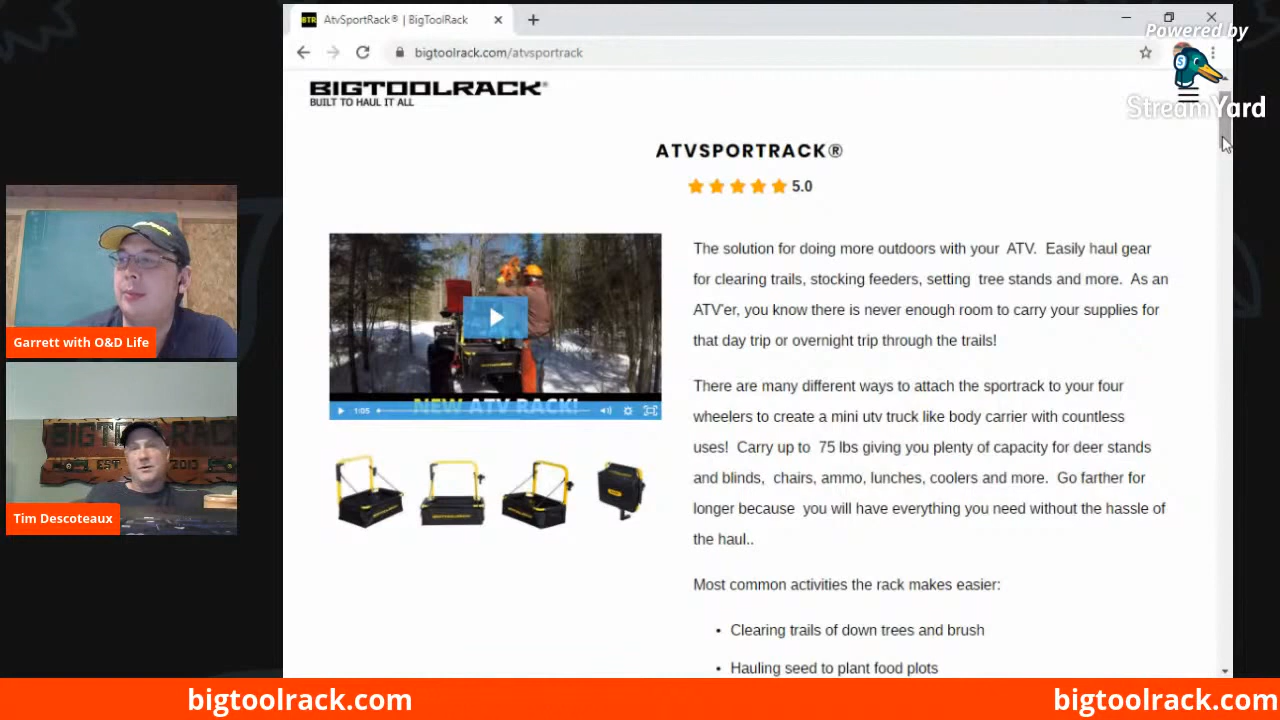 AtvSportRack® | BigToolRack
bigtoolrack.com/atvsportrack
Powered by
StreamYard
BIGTOOLRACK®
BUILT TO HAUL IT ALL
ATVSPORTRACK®
5.0
The solution for doing more outdoors with your ATV. Easily haul gear
for clearing trails, stocking feeders, setting tree stands and more. As an
ATV'er, you know there is never enough room to carry your supplies for
that day trip or overnight trip through the trails!
NEW ATV RACK!
1:05
There are many different ways to attach the sportrack to your four
wheelers to create a mini utv truck like body carrier with countless
uses! Carry up to 75 lbs giving you plenty of capacity for deer stands
and blinds, chairs, ammo, lunches, coolers and more. Go farther for
longer because you will have everything you need without the hassle of
the haul..
Most common activities the rack makes easier:
• Clearing trails of down trees and brush
• Hauling seed to plant food plots
Garrett with O&D Life
BIGTOOLRACK
EST. 2013
Tim Descoteaux
bigtoolrack.com
bigtoolrack.com